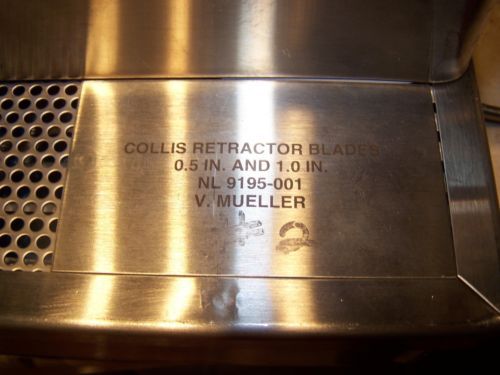 COLLIS RETRACTOR BLADES
0.5 IN. AND 1.0 IN.
NL 9195-001
V. MUELLER